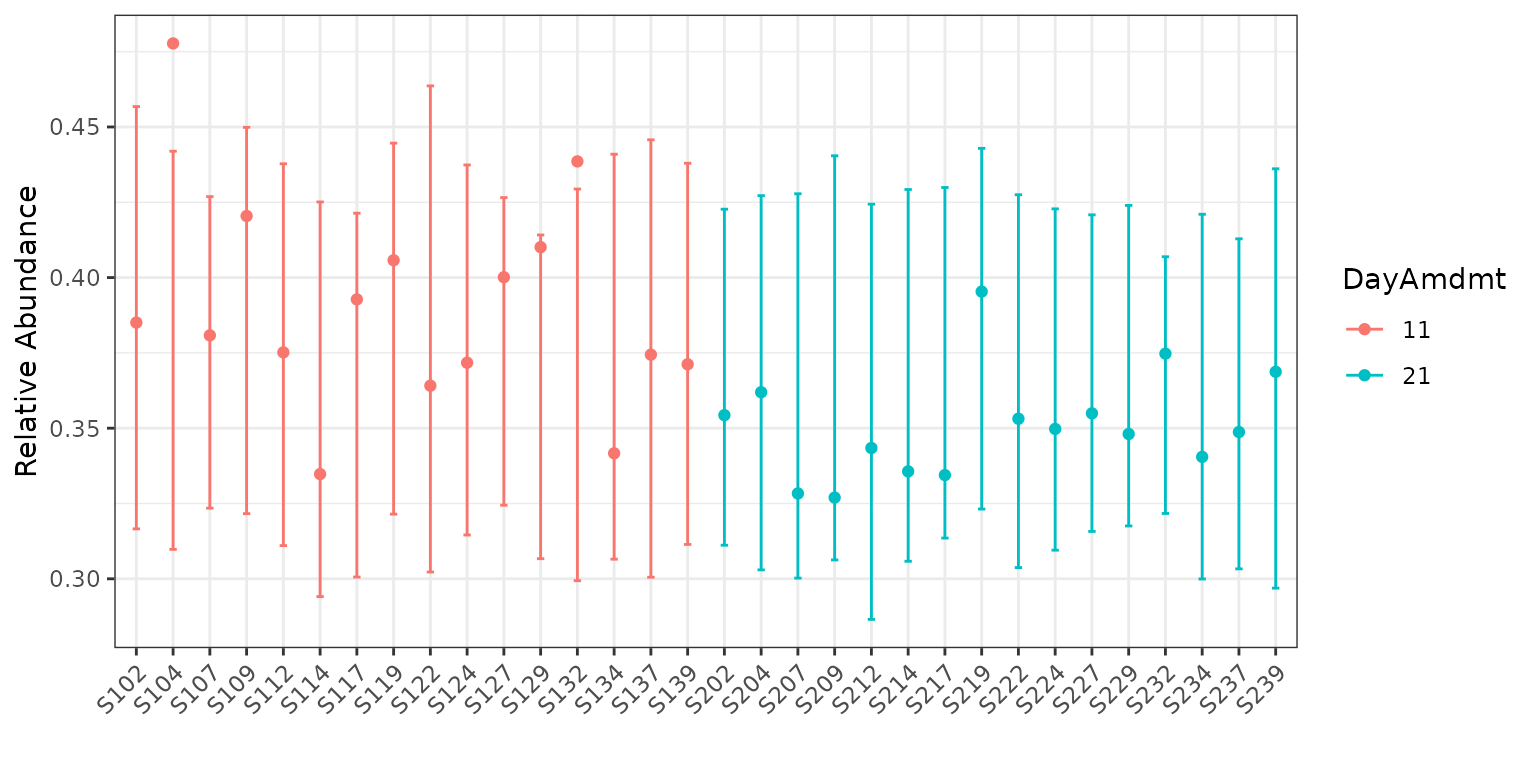 Relative Abundance
0.45
0.40
0.35
0.30
S102
S104
S107
S109
S112
S114
S117
S119
S122
S124
S127
S129
S132
S134
S137
S139
S202
S204
S207
S209
S212
S214
S217
S219
S222
S224
S227
S229
S232
S234
S237
S239
DayAmdmt
11
21